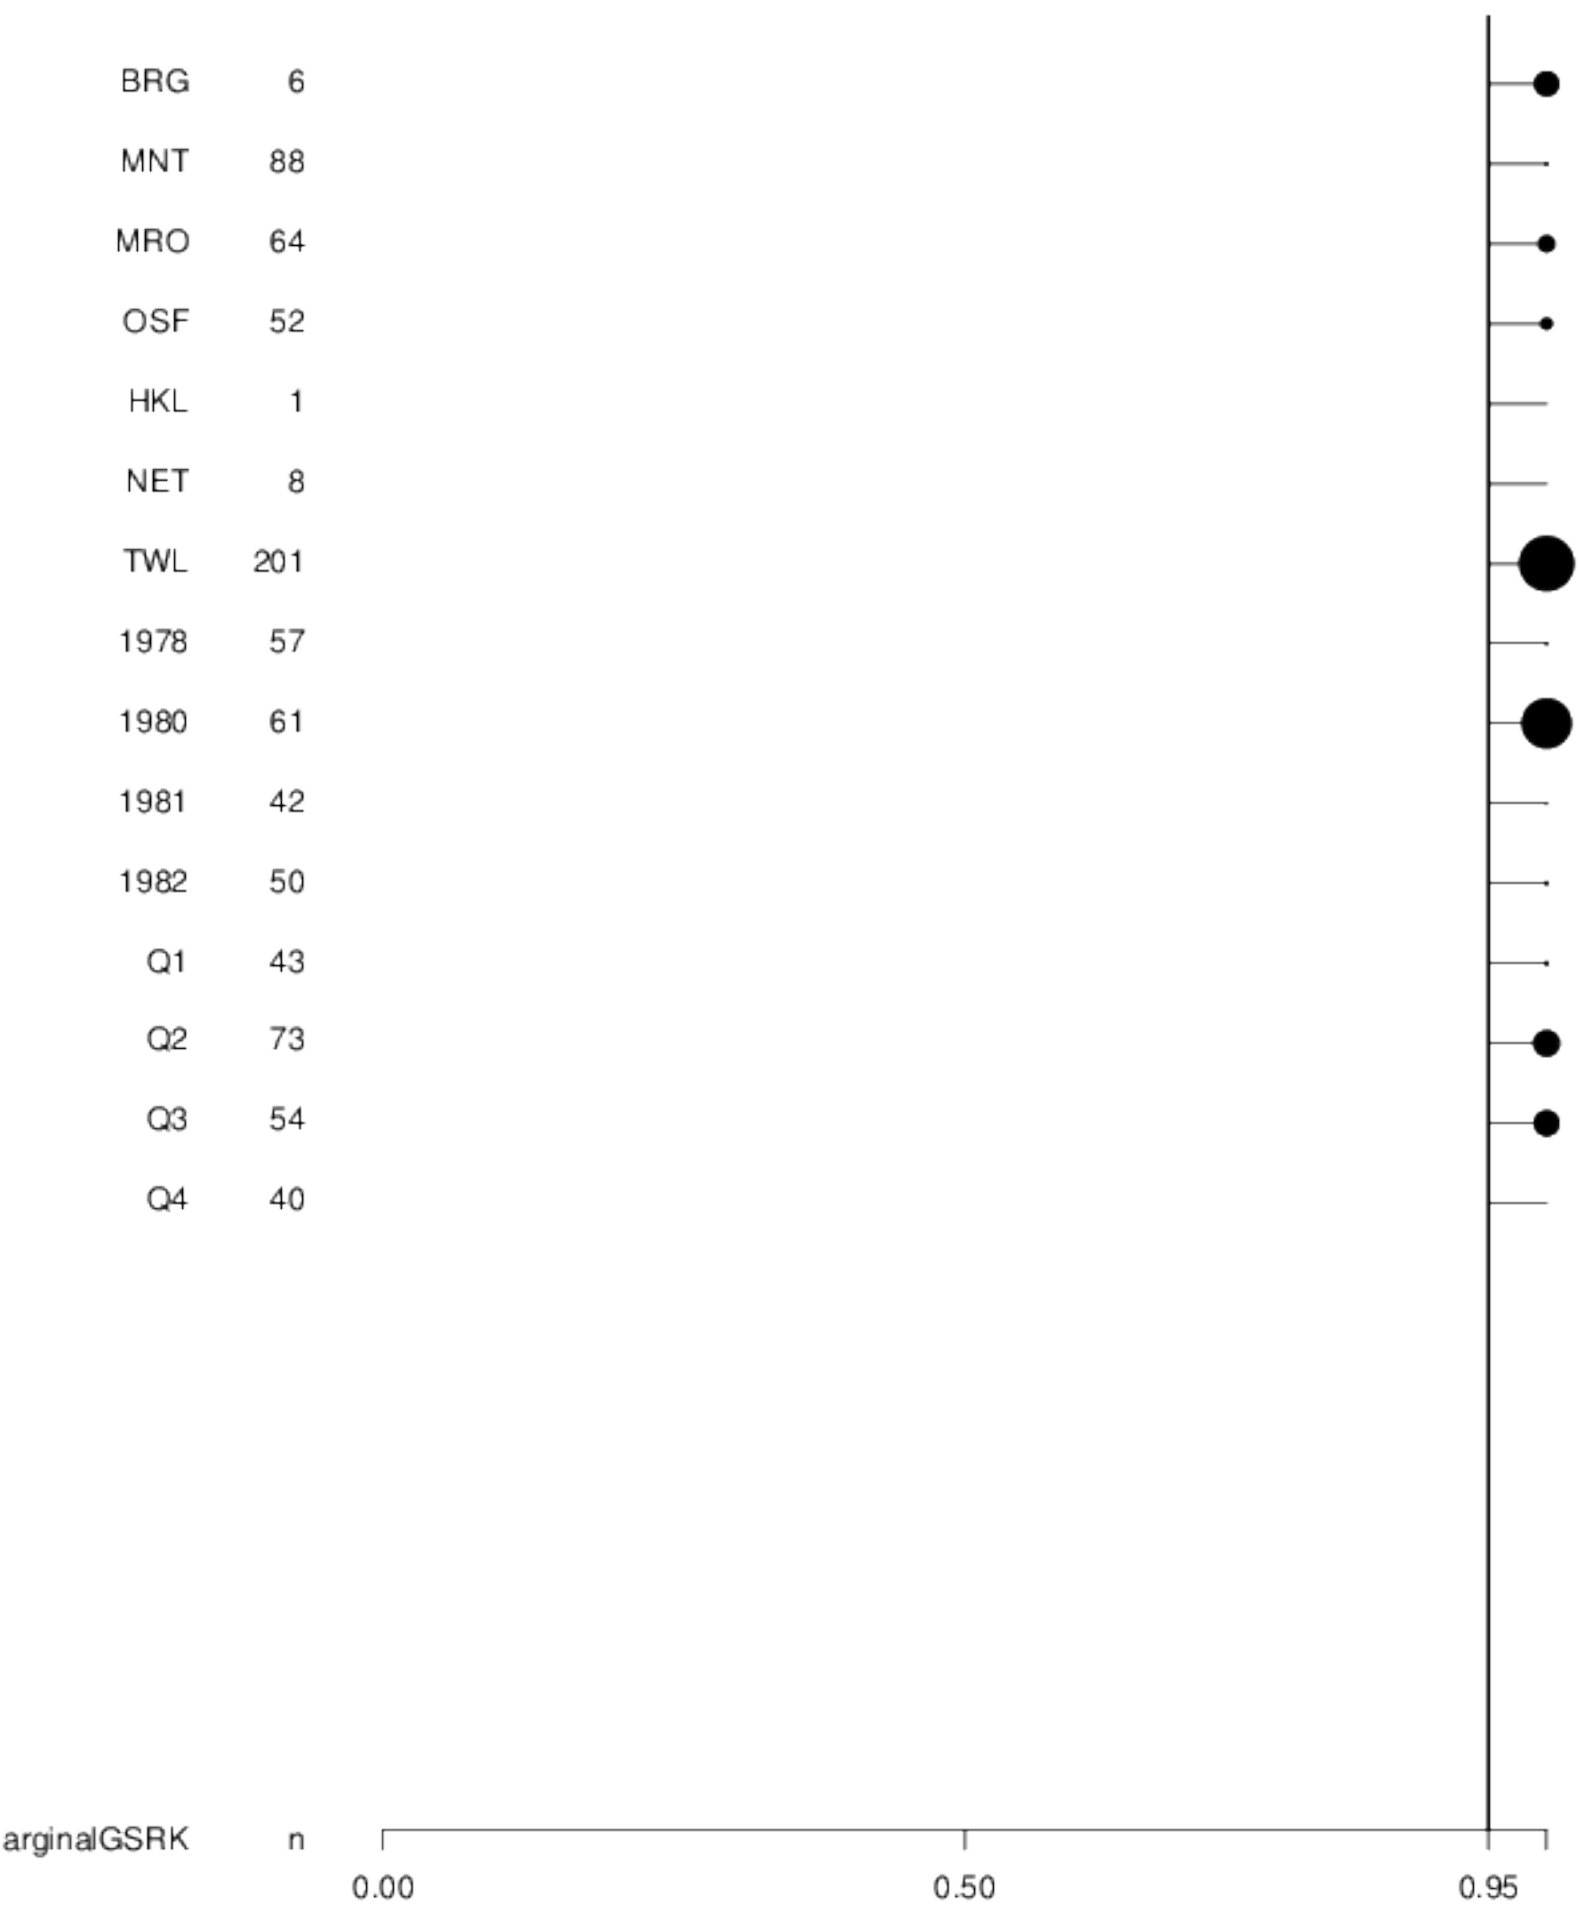 BRG 6
MNT 88
MRO 64
OSF 52
HKL 1
NET 8
TWL 201
1978 57
1980 61
1981 42
1982 50
Q1 43
Q2 73
Q3 54
Q4 40
arginalGSRK n
0.00 0.50 0.95